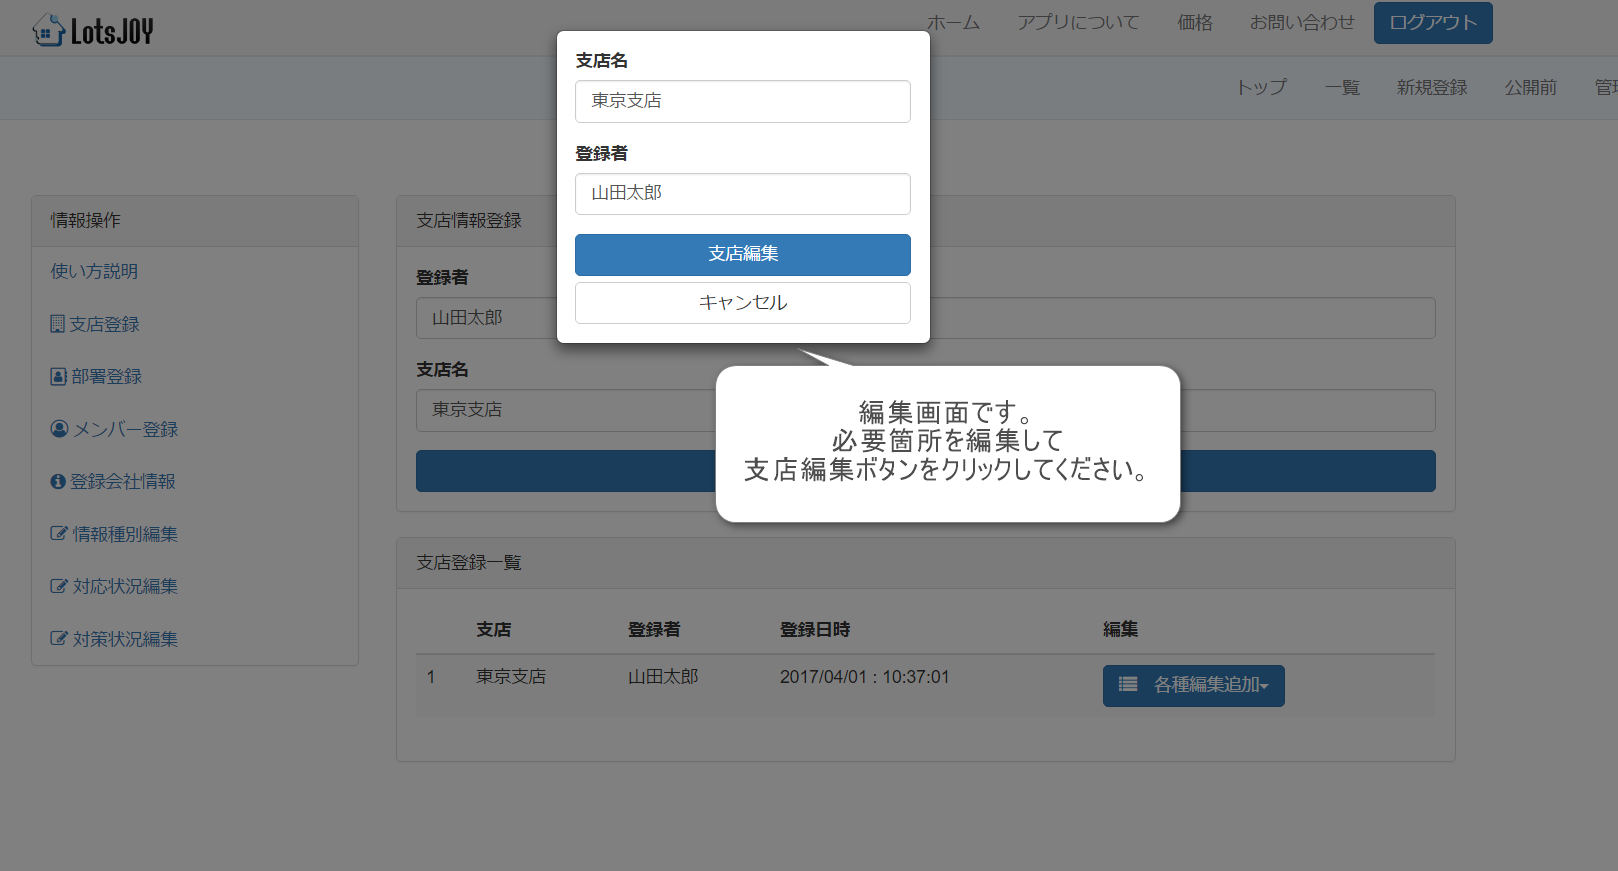 LotsJOY
ホーム
アプリについて
価格
お問い合わせ
ログアウト
トップ
一覧
新規登録
公開前
支店名
東京支店
登録者
山田太郎
支店編集
キャンセル
編集画面です。
必要箇所を編集して
支店編集ボタンをクリックしてください。
情報操作
使い方説明
支店登録
部署登録
メンバー登録
登録会社情報
情報種別編集
対応状況編集
対策状況編集
支店情報登録
登録者
山田太郎
支店名
東京支店
支店登録一覧
支店 登録者 登録日時 編集
1 東京支店 山田太郎 2017/04/01 : 10:37:01 各種編集追加